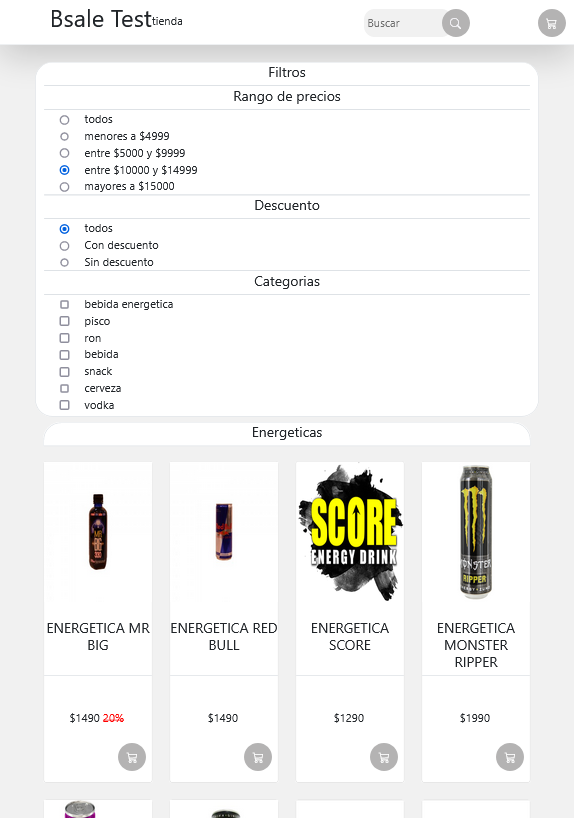 Bsale Test tienda
Buscar
Filtros
Rango de precios
todos
menores a $4999
entre $5000 y $9999
entre $10000 y $14999
mayores a $15000
Descuento
todos
Con descuento
Sin descuento
Categorias
bebida energetica
pisco
ron
bebida
snack
cerveza
vodka
Energeticas
SCORE
ENERGY DRINK
MONSTER
RIPPER
ENERGETICA MR
BIG
ENERGETICA RED
BULL
ENERGETICA
SCORE
ENERGETICA
MONSTER
RIPPER
$1490 20%
$1490
$1290
$1990